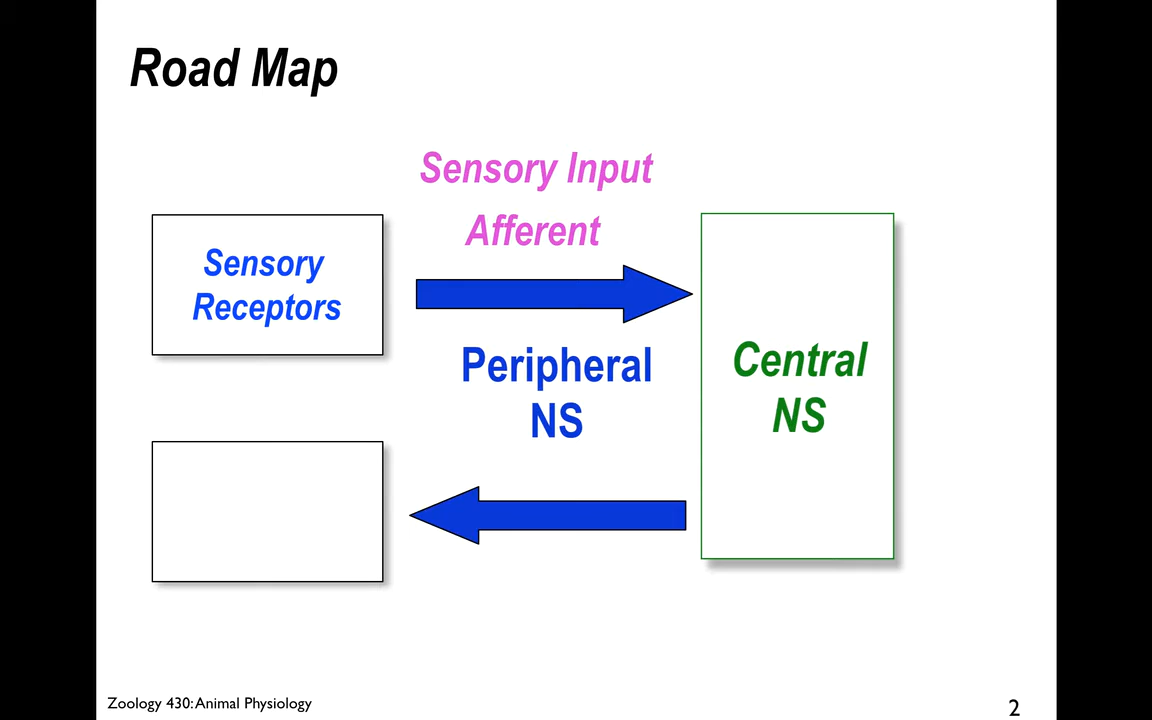 Road Map
Sensory Input
Afferent
Sensory
Receptors
Peripheral
NS
Central
NS
Zoology 430: Animal Physiology
2